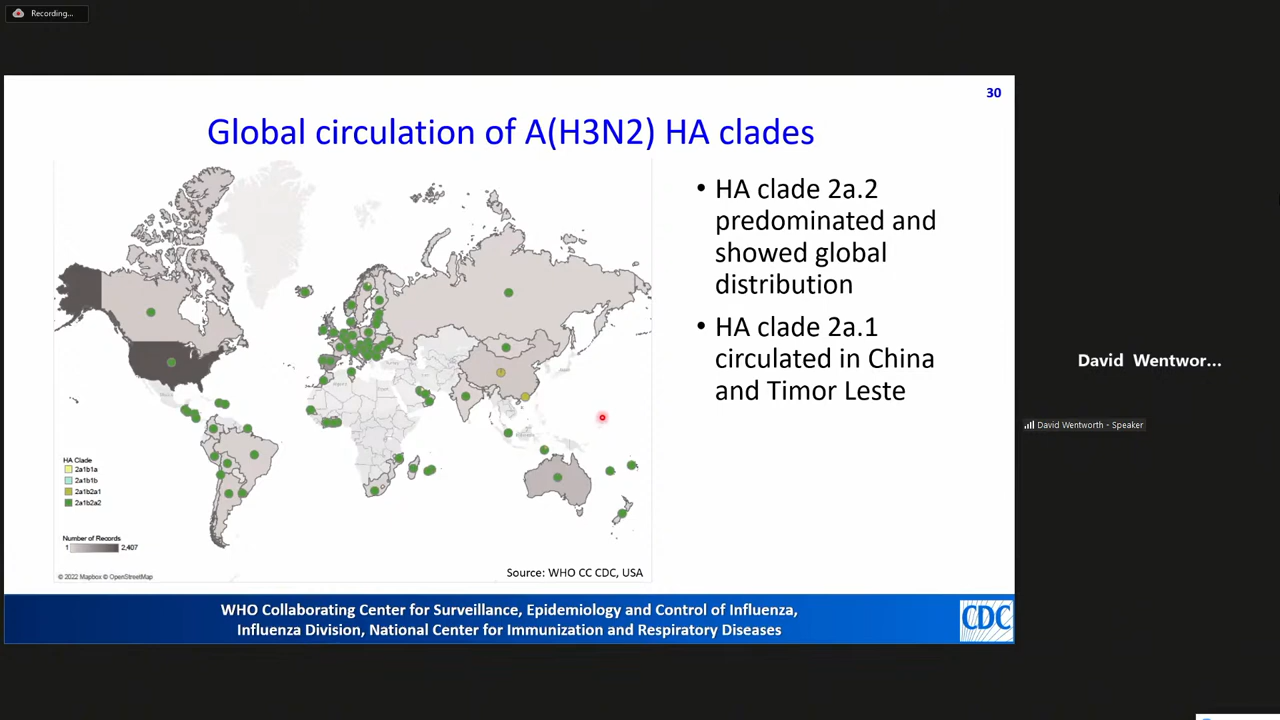 Recording...
30
Global circulation of A(H3N2) HA clades
• HA clade 2a.2
predominated and
showed global
distribution
• HA clade 2a.1
circulated in China
and Timor Leste
HA Clade
2a1b1a
2a1b1b
2a1b2a1
2a1b2a2
Number of Records
1
2,407
© 2022 Mapbox © OpenStreetMap
Source: WHO CC CDC, USA
WHO Collaborating Center for Surveillance, Epidemiology and Control of Influenza,
Influenza Division, National Center for Immunization and Respiratory Diseases
CDC
David Wentwor...
David Wentworth - Speaker